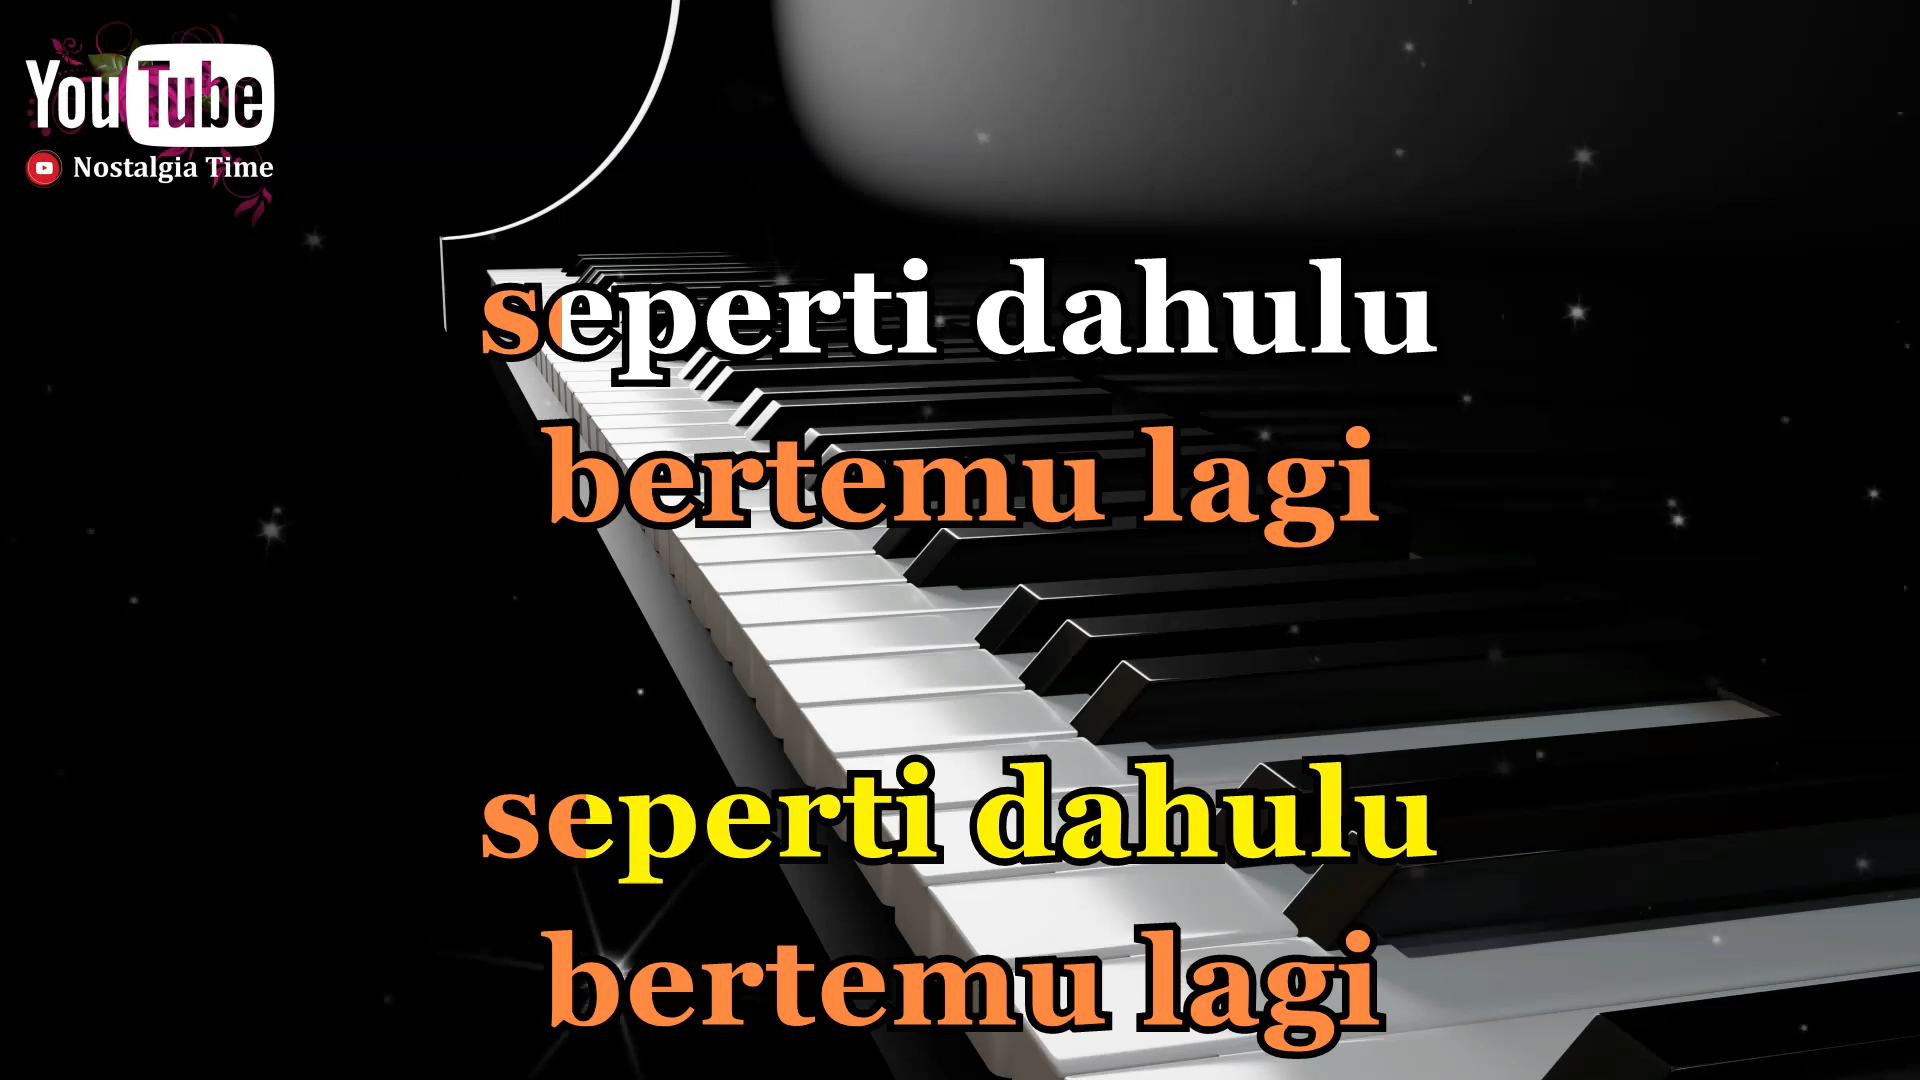 YouTube
Nostalgia Time
seperti dahulu
bertemu lagi
seperti dahulu
bertemu lagi